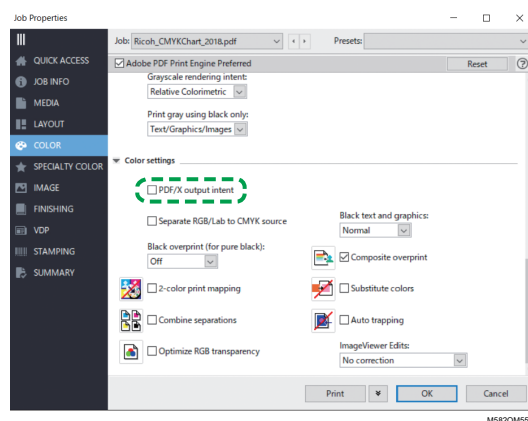 Job Properties
Job: Ricoh_CMYKChart_2018.pdf Presets:
QUICK ACCESS
Adobe PDF Print Engine Preferred Reset
Grayscale rendering intent:
JOB INFO
Relative Colorimetric
MEDIA
Print gray using black only:
LAYOUT
Text/Graphics/Images
COLOR
Color settings
SPECIALTY COLOR
PDF/X output intent
IMAGE
FINISHING
Separate RGB/Lab to CMYK source
Black text and graphics:
Normal
VDP
Black overprint (for pure black):
Off
Composite overprint
STAMPING
SUMMARY
2-color print mapping
Substitute colors
Combine separations
Auto trapping
Optimize RGB transparency
ImageViewer Edits:
No correction
Print OK Cancel